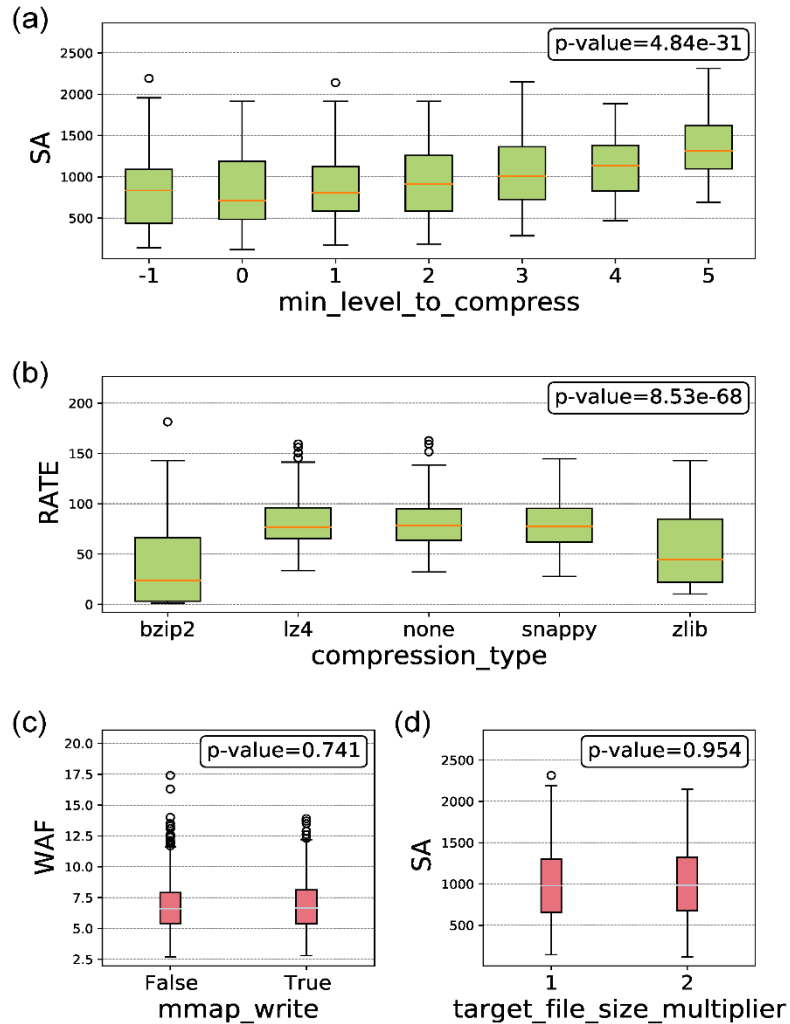 (a)
p-value=4.84e-31
2500
2000
1500
1000
500
SA
-1 0 1 2 3 4 5
min_level_to_compress
(b)
p-value=8.53e-68
200
150
100
50
0
RATE
bzip2 lz4 none snappy zlib
compression_type
(c)
p-value=0.741
20.0
17.5
15.0
12.5
10.0
7.5
5.0
2.5
WAF
False True
mmap_write
(d)
p-value=0.954
2500
2000
1500
1000
500
SA
1 2
target_file_size_multiplier